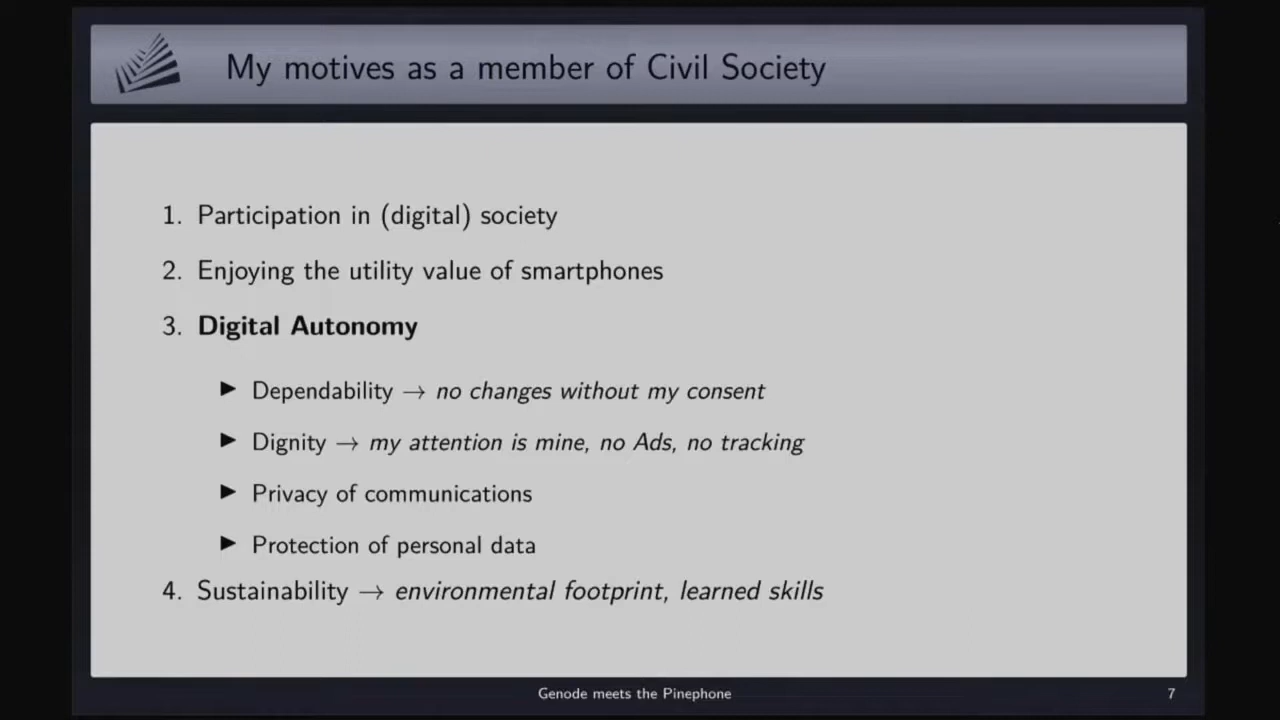 My motives as a member of Civil Society
1. Participation in (digital) society
2. Enjoying the utility value of smartphones
3. Digital Autonomy
▶ Dependability → no changes without my consent
▶ Dignity → my attention is mine, no Ads, no tracking
▶ Privacy of communications
▶ Protection of personal data
4. Sustainability → environmental footprint, learned skills
Genode meets the Pinephone
7